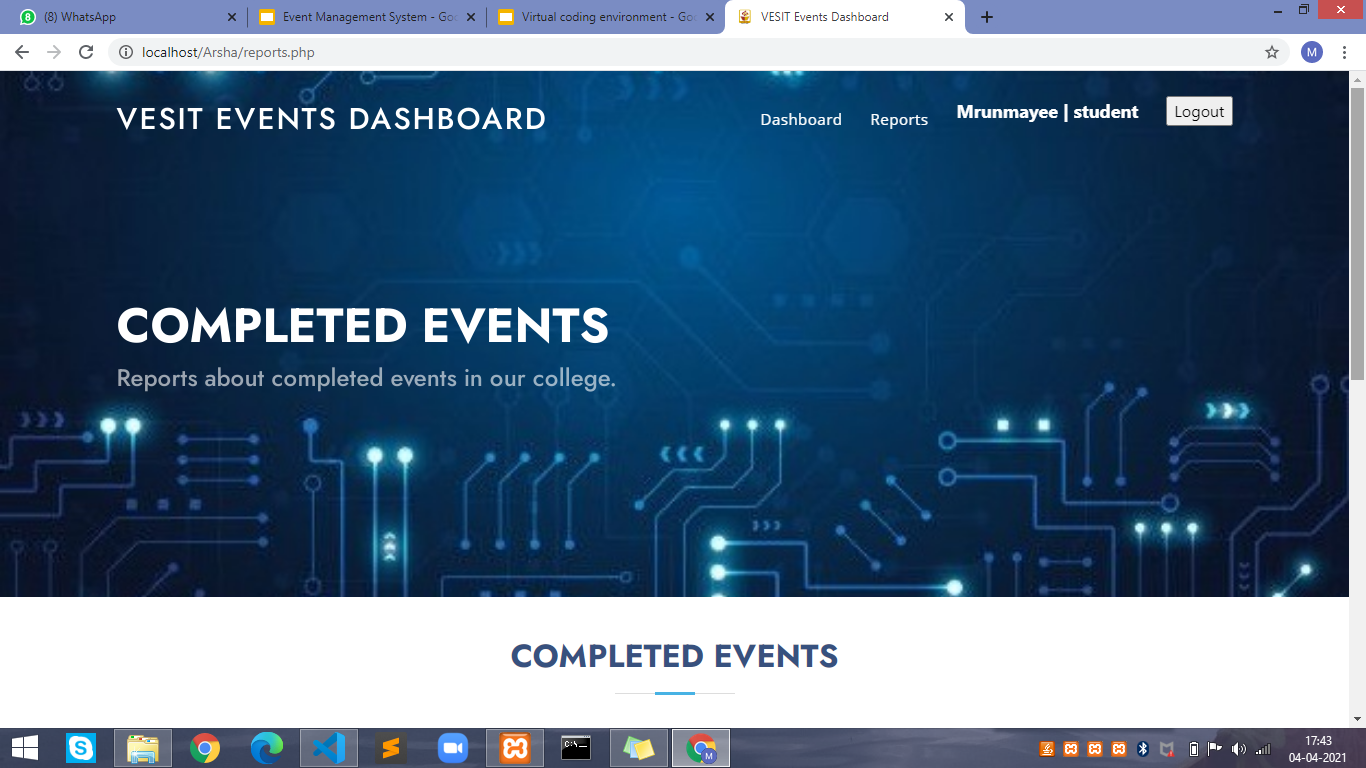 (8) WhatsApp
Event Management System - Goo
Virtual coding environment - Goo
VESIT Events Dashboard
localhost/Arsha/reports.php
M
VESIT EVENTS DASHBOARD
Dashboard
Reports
Mrunmayee | student
Logout
COMPLETED EVENTS
Reports about completed events in our college.
COMPLETED EVENTS
17:43
04-04-2021